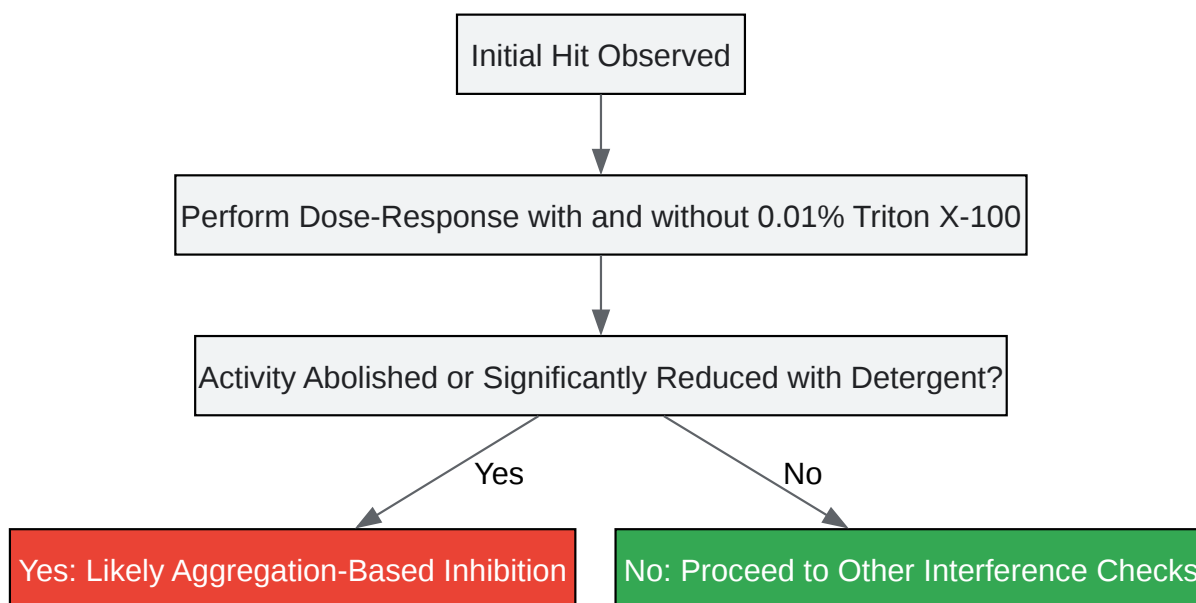 Initial Hit Observed
Perform Dose-Response with and without 0.01% Triton X-100
Activity Abolished or Significantly Reduced with Detergent?
Yes
No
Yes: Likely Aggregation-Based Inhibition
No: Proceed to Other Interference Checks